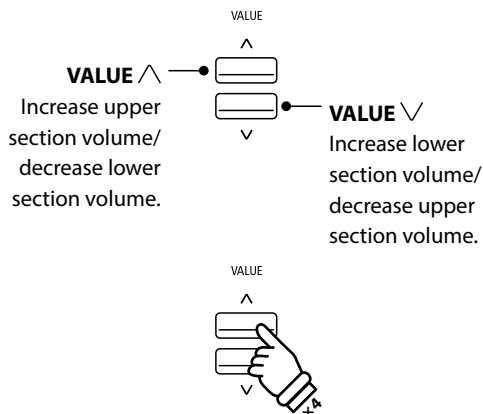 VALUE
VALUE ∧
Increase upper
section volume/
decrease lower
section volume.
VALUE ∨
Increase lower
section volume/
decrease upper
section volume.
VALUE
×4